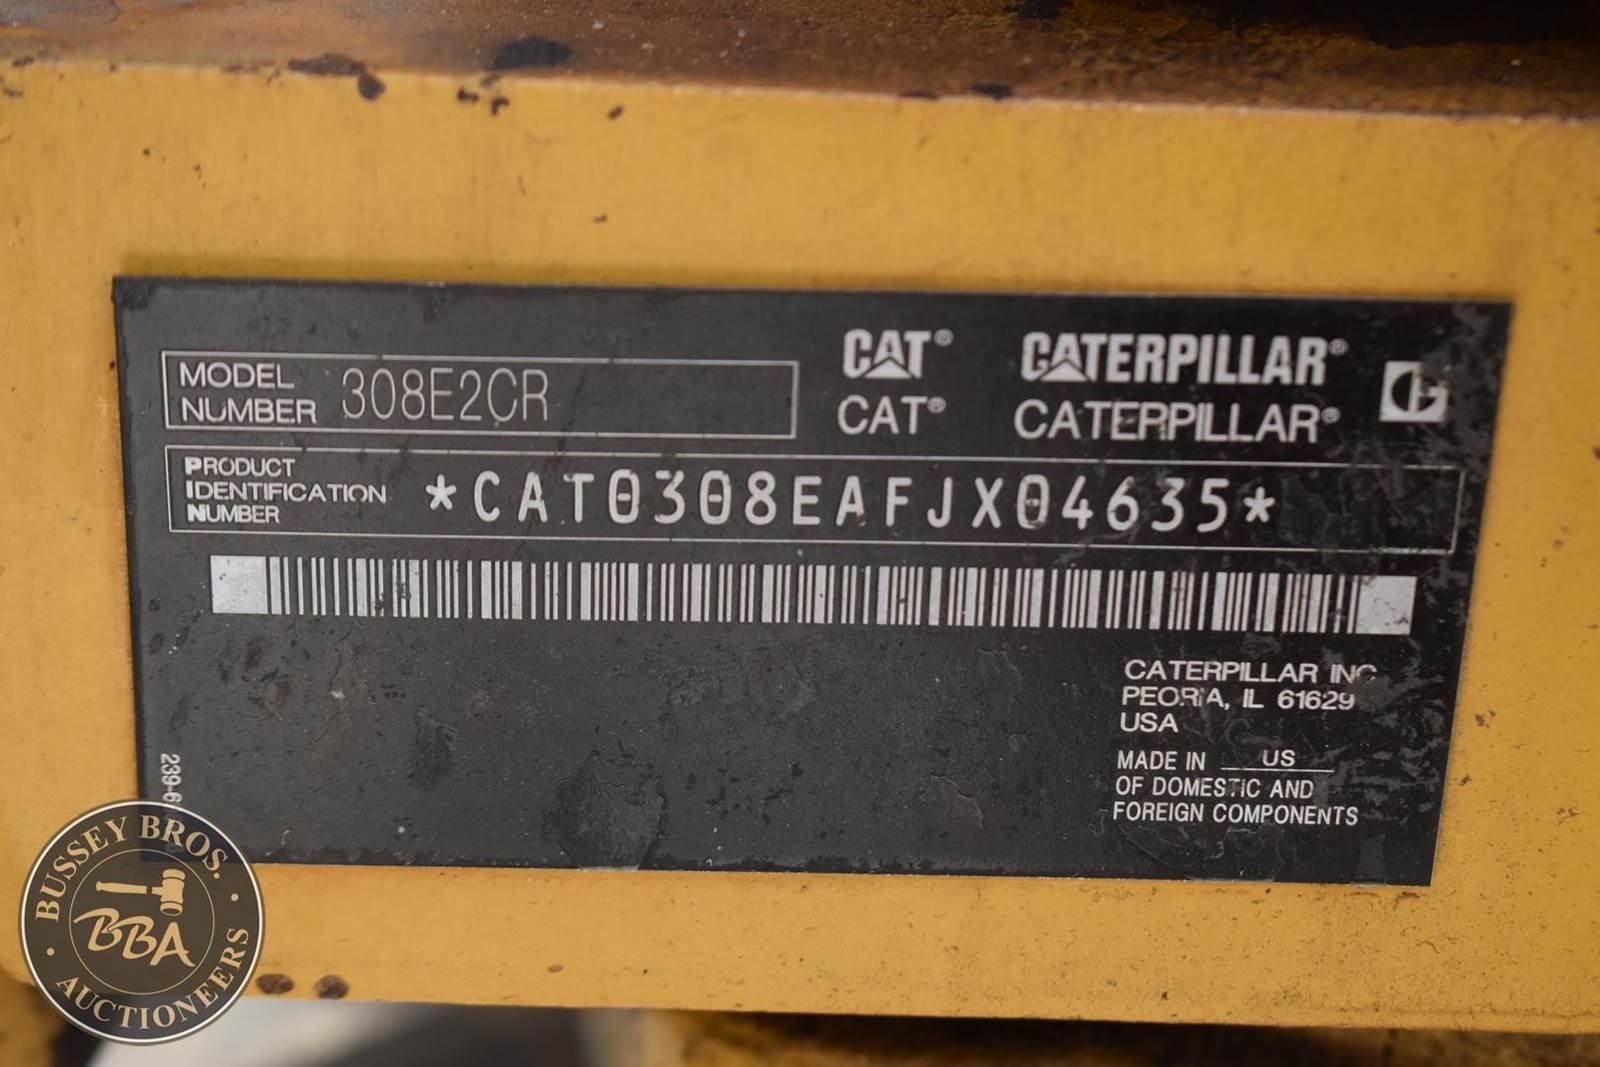 MODEL
NUMBER 308E2CR
CAT® CATERPILLAR®
CAT® CATERPILLAR®
PRODUCT
IDENTIFICATION
NUMBER
*CAT0308EAFJX04635*
CATERPILLAR INC
PEORIA, IL 61629
USA
MADE IN US
OF DOMESTIC AND
FOREIGN COMPONENTS
BUSSEY BROS.
BBA
AUCTIONEERS